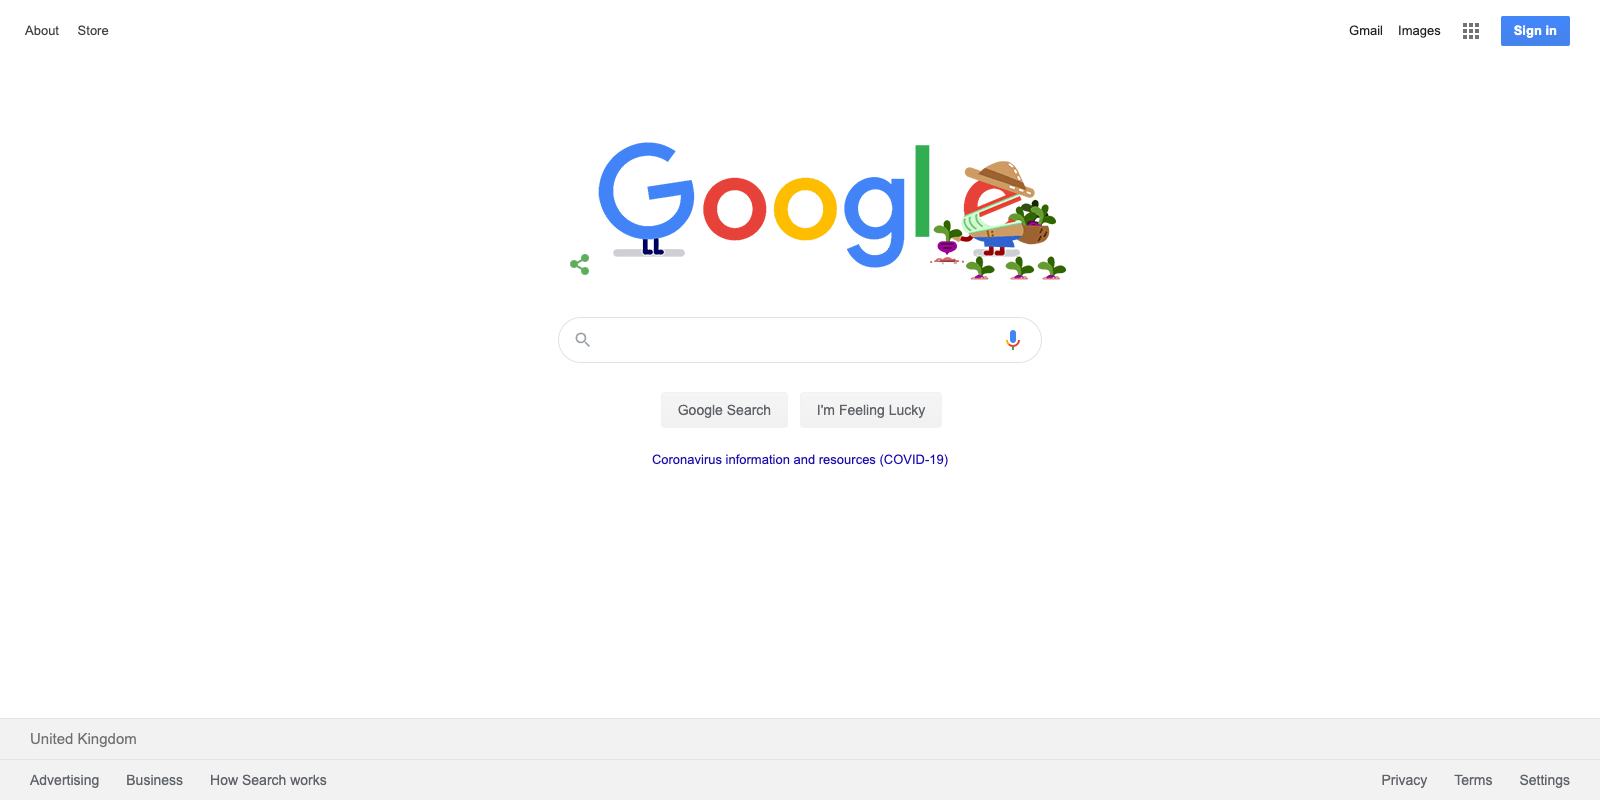 About Store
Gmail Images Sign in
Google
Google Search I'm Feeling Lucky
Coronavirus information and resources (COVID-19)
United Kingdom
Advertising Business How Search works
Privacy Terms Settings